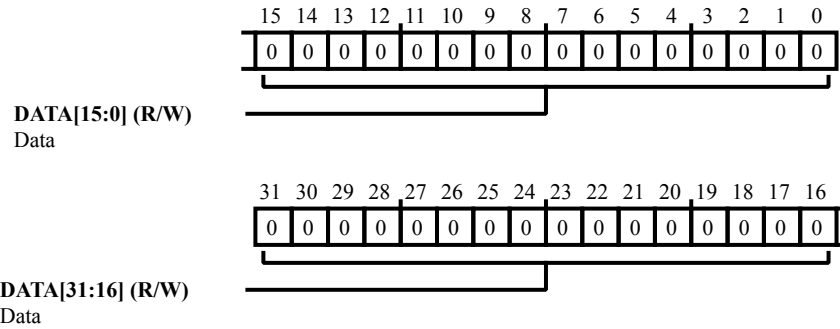 15 14 13 12 11 10 9 8 7 6 5 4 3 2 1 0
0 0 0 0 0 0 0 0 0 0 0 0 0 0 0 0
DATA[15:0] (R/W)
Data
31 30 29 28 27 26 25 24 23 22 21 20 19 18 17 16
0 0 0 0 0 0 0 0 0 0 0 0 0 0 0 0
DATA[31:16] (R/W)
Data